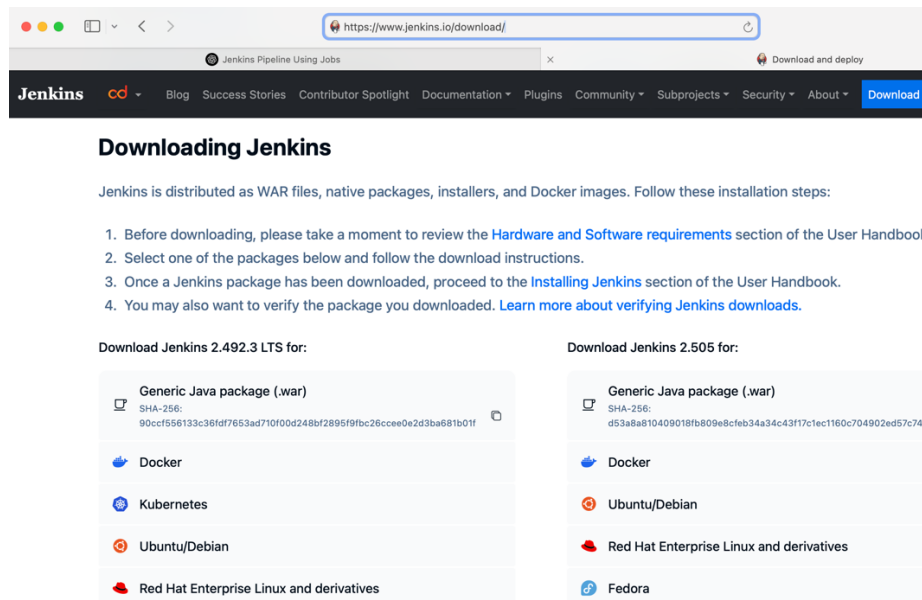 https://www.jenkins.io/download/
Jenkins Pipeline Using Jobs
Download and deploy
Jenkins cd Blog Success Stories Contributor Spotlight Documentation Plugins Community Subprojects Security About Download
Downloading Jenkins
Jenkins is distributed as WAR files, native packages, installers, and Docker images. Follow these installation steps:
1. Before downloading, please take a moment to review the Hardware and Software requirements section of the User Handbook
2. Select one of the packages below and follow the download instructions.
3. Once a Jenkins package has been downloaded, proceed to the Installing Jenkins section of the User Handbook.
4. You may also want to verify the package you downloaded. Learn more about verifying Jenkins downloads.
Download Jenkins 2.492.3 LTS for:
Generic Java package (.war)
SHA-256:
90ccf556133c36fdf7653ad710f00d248bf2895f9fbc26ccee0e2d3ba681b01f
Docker
Kubernetes
Ubuntu/Debian
Red Hat Enterprise Linux and derivatives
Download Jenkins 2.505 for:
Generic Java package (.war)
SHA-256:
d53a8a810409018fb809e8cfeb34a34c43f17c1ec1160c704902ed57c74
Docker
Ubuntu/Debian
Red Hat Enterprise Linux and derivatives
Fedora